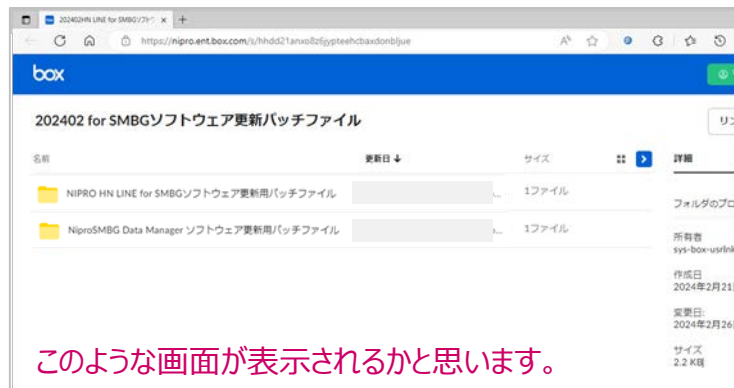 202402HN LINE for SMBGソフトウ
https://nipro.ent.box.com/s/hhdd21anxo8z6jypteehcbaxdonbljue
box
202402 for SMBGソフトウェア更新パッチファイル
リン
名前 更新日 サイズ 詳細
NIPRO HN LINE for SMBGソフトウェア更新用パッチファイル 1ファイル
フォルダのプロ
NiproSMBG Data Manager ソフトウェア更新用パッチファイル 1ファイル
所有者
sys-box-usrlnk
作成日
2024年2月21
変更日:
2024年2月26
サイズ
2.2 KB
このような画面が表示されるかと思います。